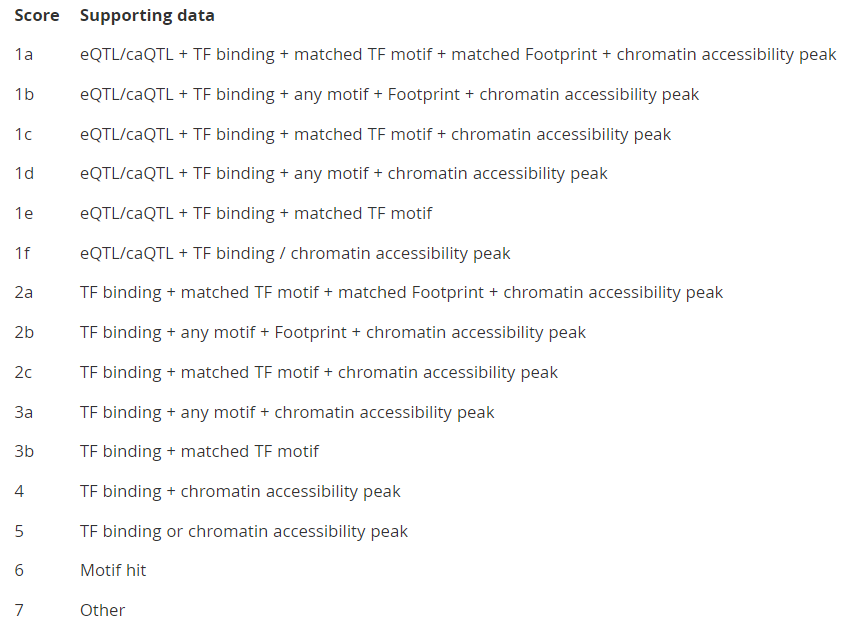 Score Supporting data
1a eQTL/caQTL + TF binding + matched TF motif + matched Footprint + chromatin accessibility peak
1b eQTL/caQTL + TF binding + any motif + Footprint + chromatin accessibility peak
1c eQTL/caQTL + TF binding + matched TF motif + chromatin accessibility peak
1d eQTL/caQTL + TF binding + any motif + chromatin accessibility peak
1e eQTL/caQTL + TF binding + matched TF motif
1f eQTL/caQTL + TF binding / chromatin accessibility peak
2a TF binding + matched TF motif + matched Footprint + chromatin accessibility peak
2b TF binding + any motif + Footprint + chromatin accessibility peak
2c TF binding + matched TF motif + chromatin accessibility peak
3a TF binding + any motif + chromatin accessibility peak
3b TF binding + matched TF motif
4 TF binding + chromatin accessibility peak
5 TF binding or chromatin accessibility peak
6 Motif hit
7 Other